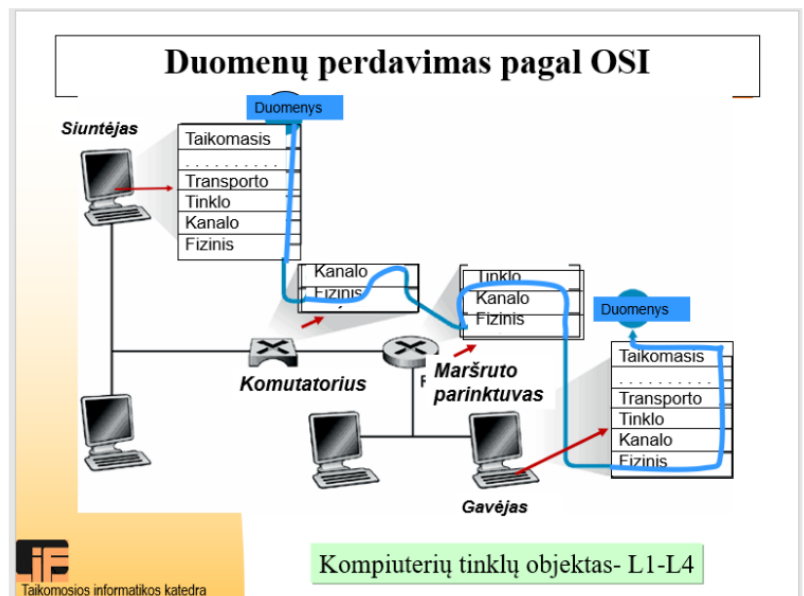 Duomenų perdavimas pagal OSI
Duomenys
Siuntėjas
Taikomasis
. . . . . . . . . .
Transporto
Tinklo
Kanalo
Fizinis
Kanalo
Fizinis
Tinklo
Kanalo
Fizinis
Duomenys
Komutatorius
Maršruto
parinktuvas
Taikomasis
. . . . . . . . . .
Transporto
Tinklo
Kanalo
Fizinis
Gavėjas
Kompiuterių tinklų objektas- L1-L4
Taikomosios informatikos katedra